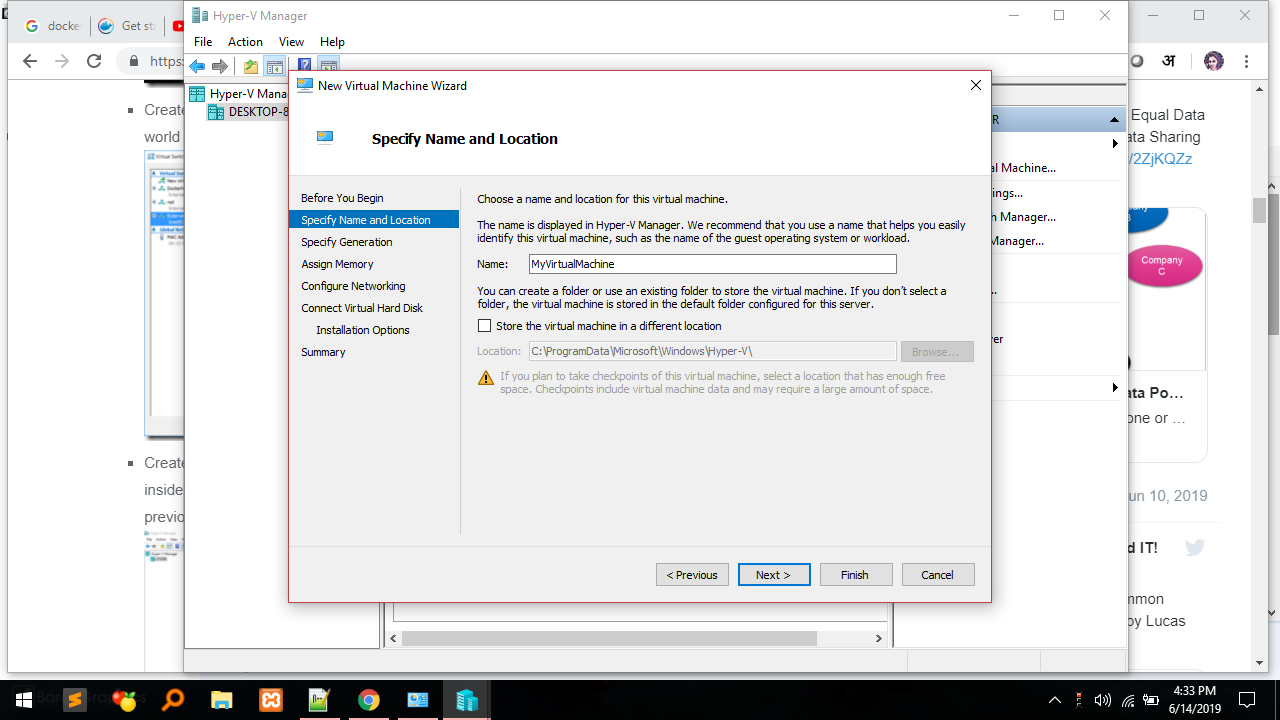 docke
Get sta
Hyper-V Manager
File Action View Help
https:
अ
Hyper-V Mana
DESKTOP-8
New Virtual Machine Wizard
Specify Name and Location
Before You Begin
Specify Name and Location
Specify Generation
Assign Memory
Configure Networking
Connect Virtual Hard Disk
Installation Options
Summary
Choose a name and location for this virtual machine.
The name is displayed in Hyper-V Manager. We recommend that you use a name that helps you easily
identify this virtual machine, such as the name of the guest operating system or workload.
Name: MyVirtualMachine
You can create a folder or use an existing folder to store the virtual machine. If you don't select a
folder, the virtual machine is stored in the default folder configured for this server.
Store the virtual machine in a different location
Location: C:\ProgramData\Microsoft\Windows\Hyper-V\ Browse...
If you plan to take checkpoints of this virtual machine, select a location that has enough free
space. Checkpoints include virtual machine data and may require a large amount of space.
< Previous Next > Finish Cancel
Create
world
Create
inside
previo
R
al Machine...
ngs...
h Manager...
Manager...
ver
Equal Data
ata Sharing
/2ZjKQZz
Company
C
ata Po…
one or …
un 10, 2019
d IT!
mmon
by Lucas
4:33 PM
6/14/2019